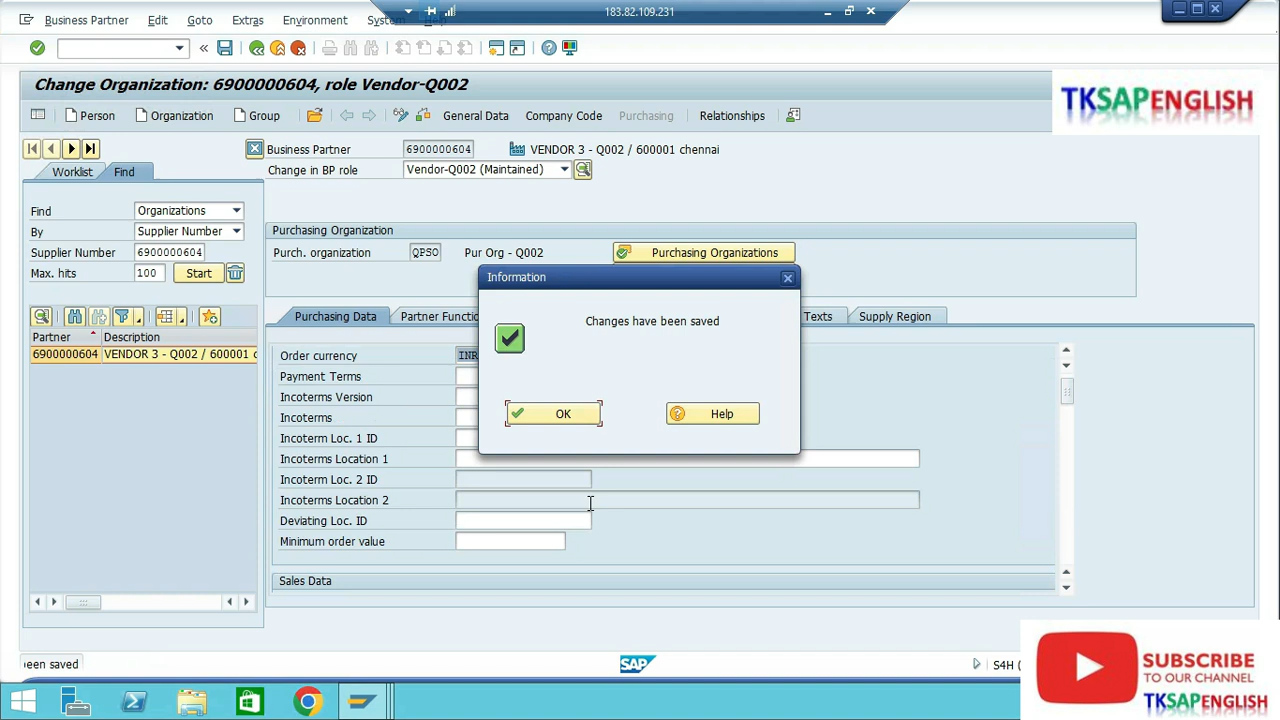 Business Partner Edit Goto Extras Environment System Help
183.82.109.231
Change Organization: 6900000604, role Vendor-Q002
TKSAPENGLISH
Person Organization Group General Data Company Code Purchasing Relationships
Business Partner 6900000604 VENDOR 3 - Q002 / 600001 chennai
Worklist Find
Change in BP role Vendor-Q002 (Maintained)
Find Organizations
By Supplier Number
Supplier Number 6900000604
Max. hits 100 Start
Purchasing Organization
Purch. organization QPSO Pur Org - Q002 Purchasing Organizations
Partner Description
6900000604 VENDOR 3 - Q002 / 600001 c
Purchasing Data Partner Functio Texts Supply Region
Order currency INR
Payment Terms
Incoterms Version
Incoterms
Incoterm Loc. 1 ID
Incoterms Location 1
Incoterm Loc. 2 ID
Incoterms Location 2
Deviating Loc. ID
Minimum order value
Sales Data
Information
Changes have been saved
OK Help
een saved
SAP
S4H (
SUBSCRIBE
TO OUR CHANNEL
TKSAPENGLISH